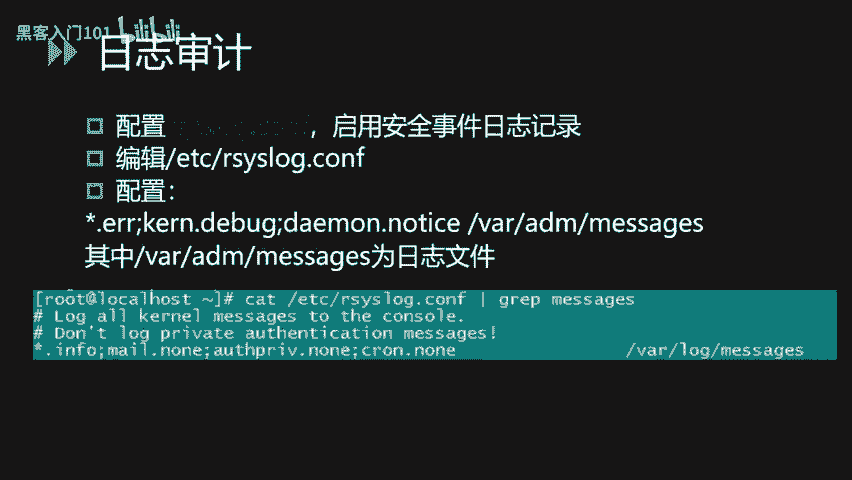 黑客入门101
日志审计
配置 ，启用安全事件日志记录
编辑/etc/rsyslog.conf
配置：
*.err;kern.debug;daemon.notice /var/adm/messages
其中/var/adm/messages为日志文件
[root@localhost ~]# cat /etc/rsyslog.conf | grep messages
# Log all kernel messages to the console.
# Don't log private authentication messages!
*.info;mail.none;authpriv.none;cron.none /var/log/messages